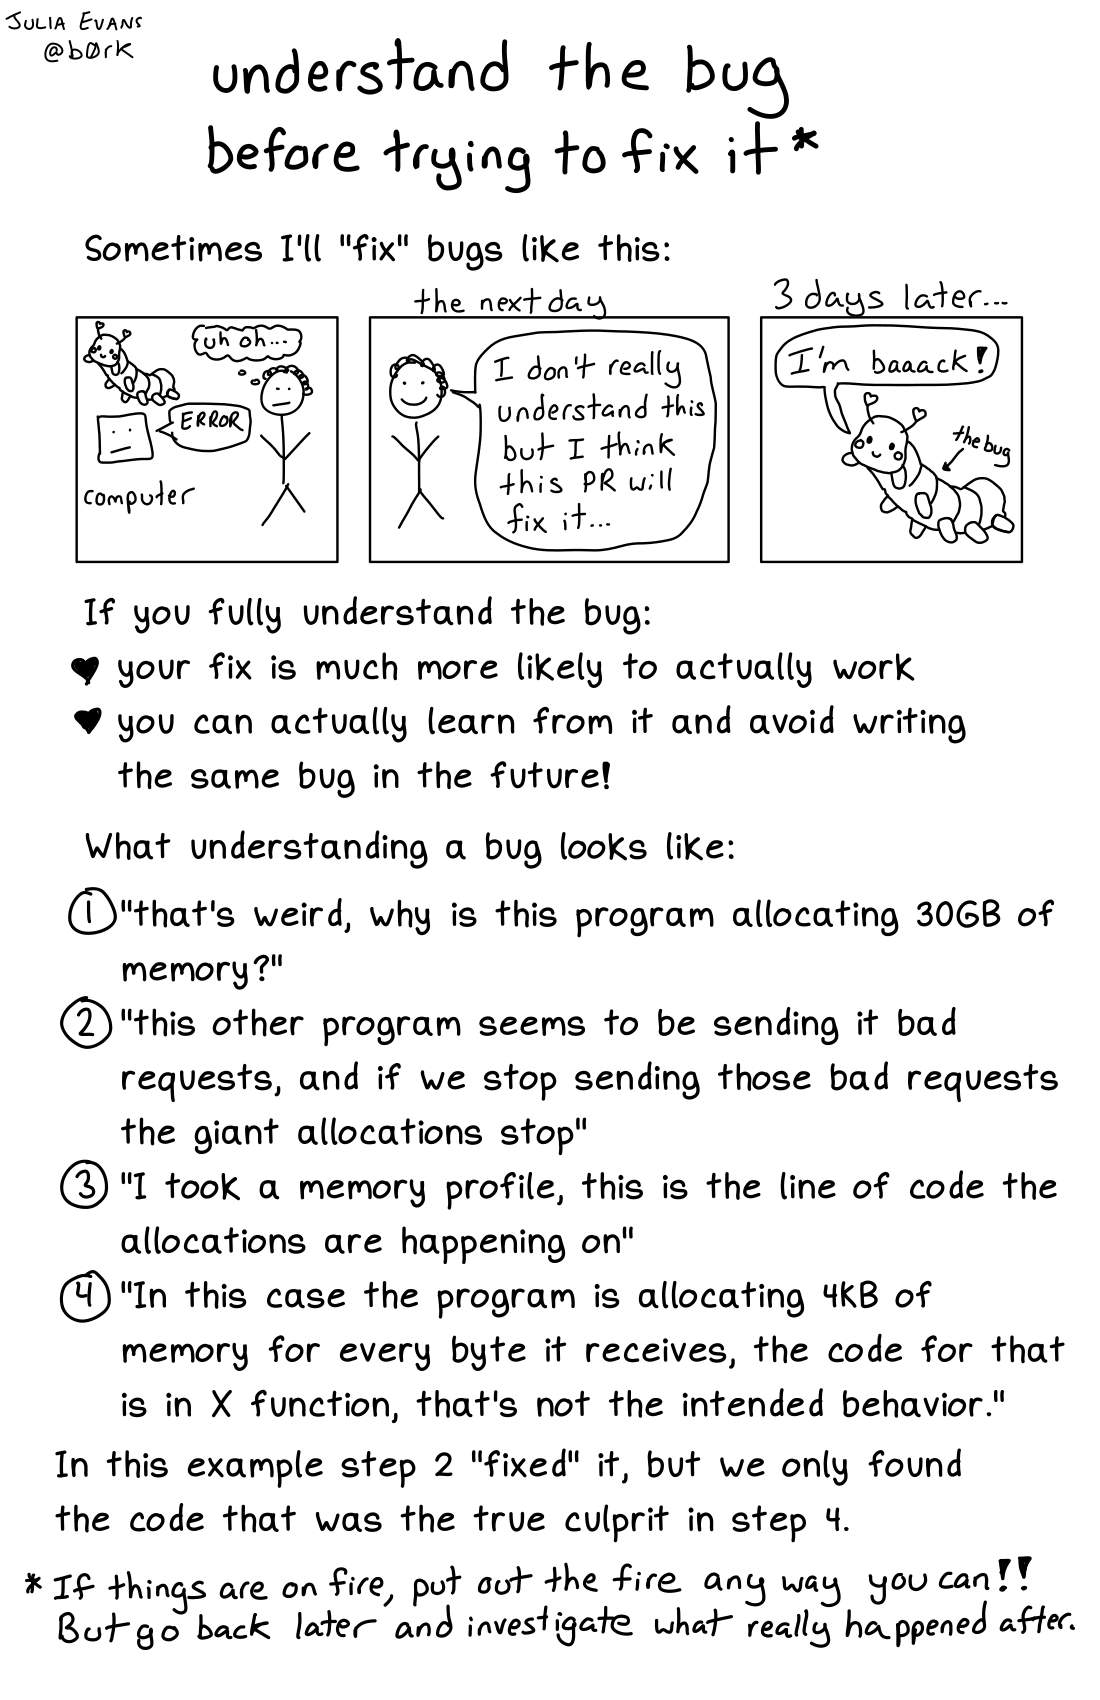 JULIA EVANS
@b0rk
understand the bug
before trying to fix it*
Sometimes I'll "fix" bugs like this:
uh oh...
ERROR
computer
the next day
I don't really
understand this
but I think
this PR will
fix it...
3 days later...
I'm baaack!
the bug
If you fully understand the bug:
♥ your fix is much more likely to actually work
♥ you can actually learn from it and avoid writing
the same bug in the future!
What understanding a bug looks like:
① "that's weird, why is this program allocating 30GB of
memory?"
② "this other program seems to be sending it bad
requests, and if we stop sending those bad requests
the giant allocations stop"
③ "I took a memory profile, this is the line of code the
allocations are happening on"
④ "In this case the program is allocating 4KB of
memory for every byte it receives, the code for that
is in X function, that's not the intended behavior."
In this example step 2 "fixed" it, but we only found
the code that was the true culprit in step 4.
* If things are on fire, put out the fire any way you can!!
But go back later and investigate what really happened after.